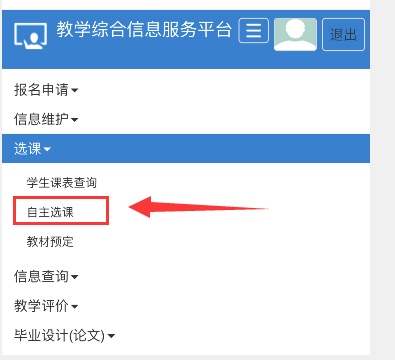 教学综合信息服务平台
退出
报名申请
信息维护
选课
学生课表查询
自主选课
教材预定
信息查询
教学评价
毕业设计(论文)